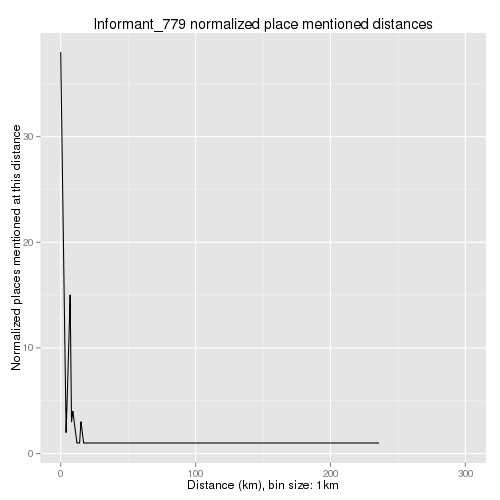 Informant_779 normalized place mentioned distances
Normalized places mentioned at this distance
30
20
10
0
0 100 200 300
Distance (km), bin size: 1km